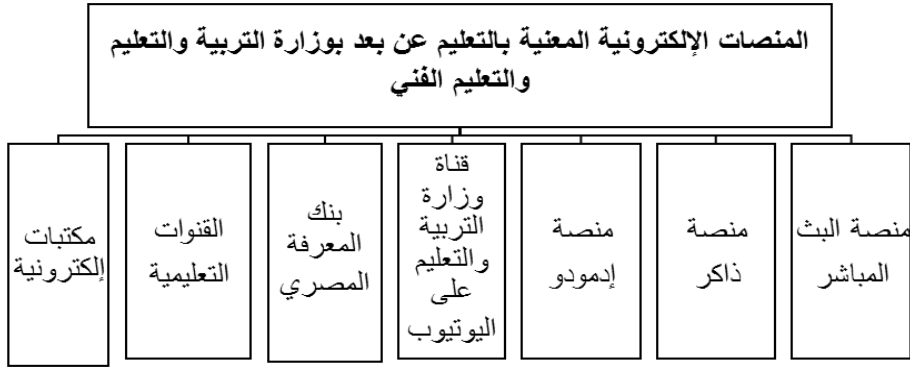 المنصات الإلكترونية المعنية بالتعليم عن بعد بوزارة التربية والتعليم
والتعليم الفني
منصة البث
المباشر
منصة
ذاكر
منصة
إدمودو
قناة
وزارة
التربية
والتعليم
على
اليوتيوب
بنك
المعرفة
المصري
القنوات
التعليمية
مكتبات
إلكترونية